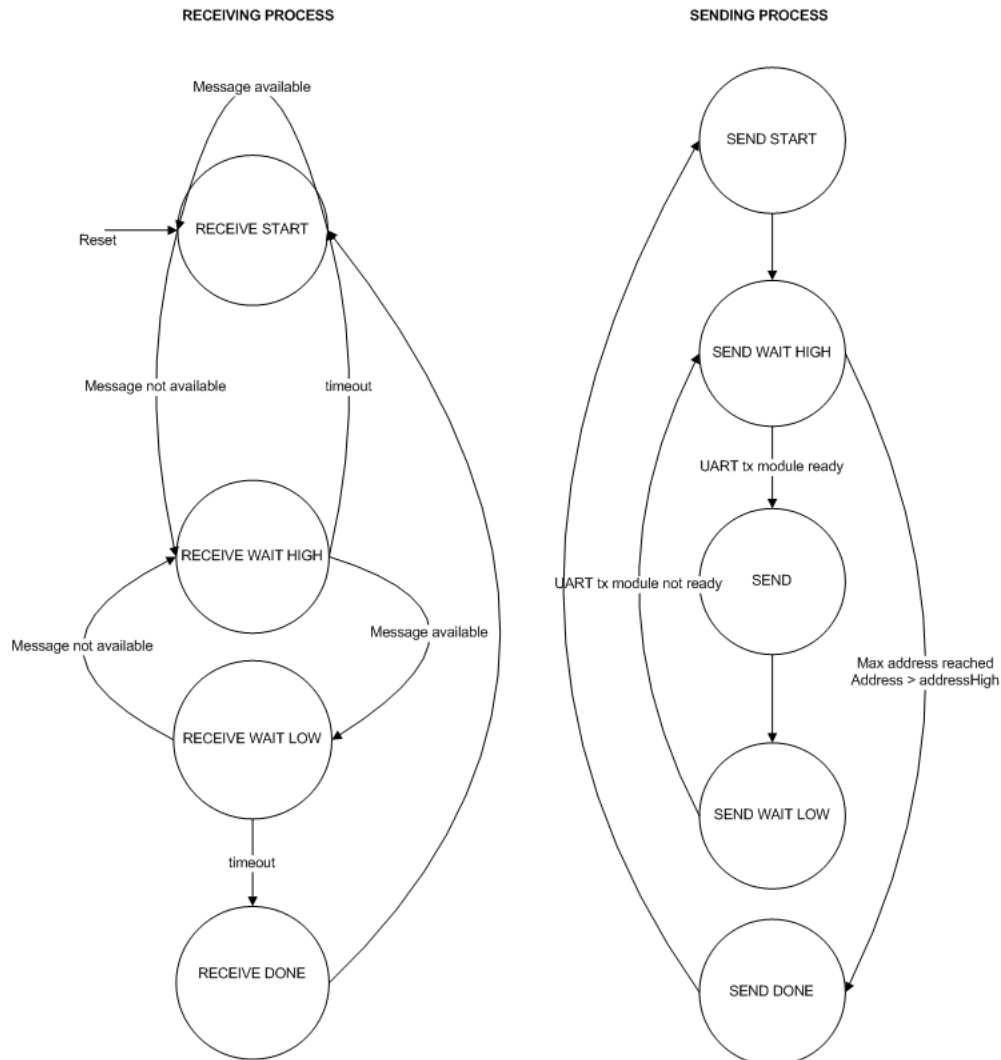 RECEIVING PROCESS
Message available
RECEIVE START
Reset
Message not available
timeout
RECEIVE WAIT HIGH
Message not available
Message available
RECEIVE WAIT LOW
timeout
RECEIVE DONE
SENDING PROCESS
SEND START
SEND WAIT HIGH
UART tx module ready
SEND
UART tx module not ready
Max address reached
Address > addressHigh
SEND WAIT LOW
SEND DONE